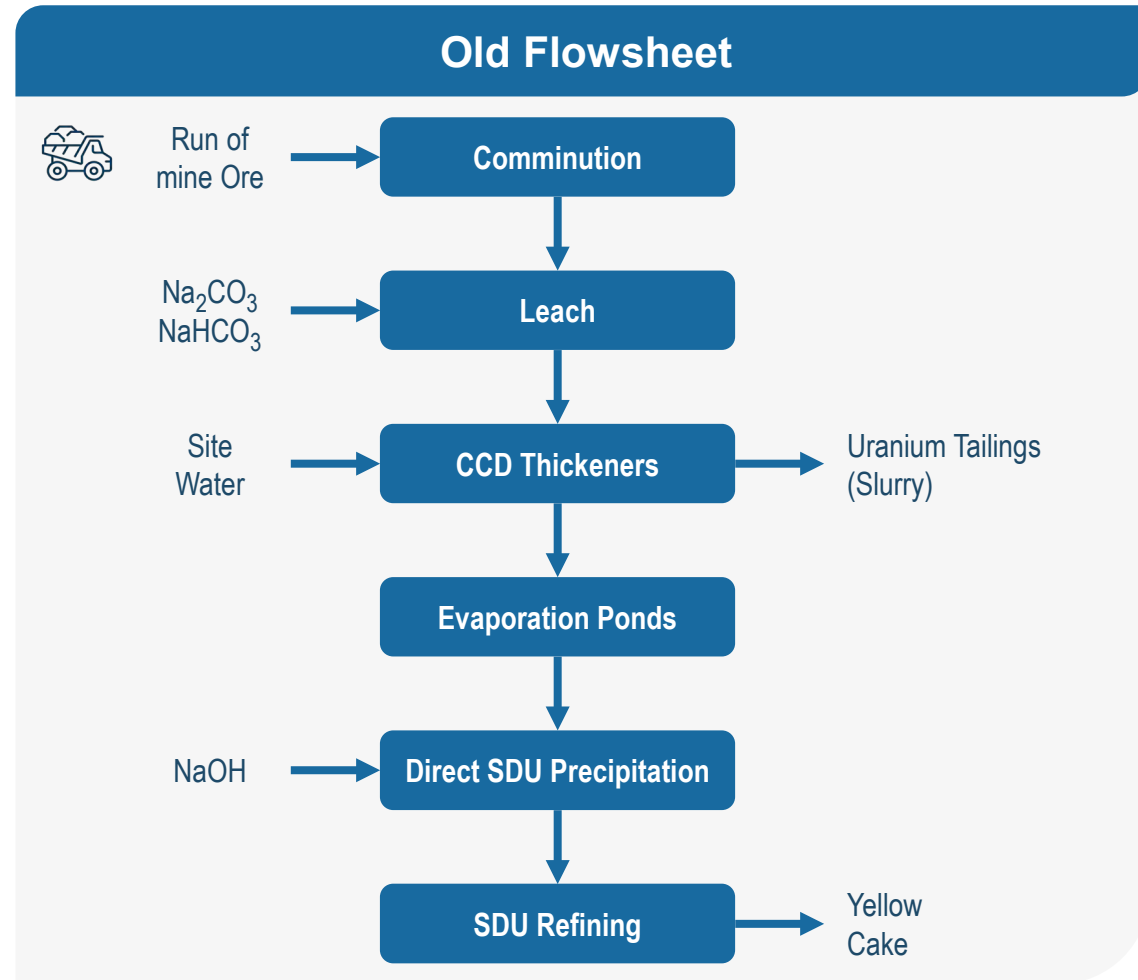 Old Flowsheet
Run of
mine Ore
Comminution
Na₂CO₃
NaHCO₃
Leach
Site
Water
CCD Thickeners
Uranium Tailings
(Slurry)
Evaporation Ponds
NaOH
Direct SDU Precipitation
SDU Refining
Yellow
Cake